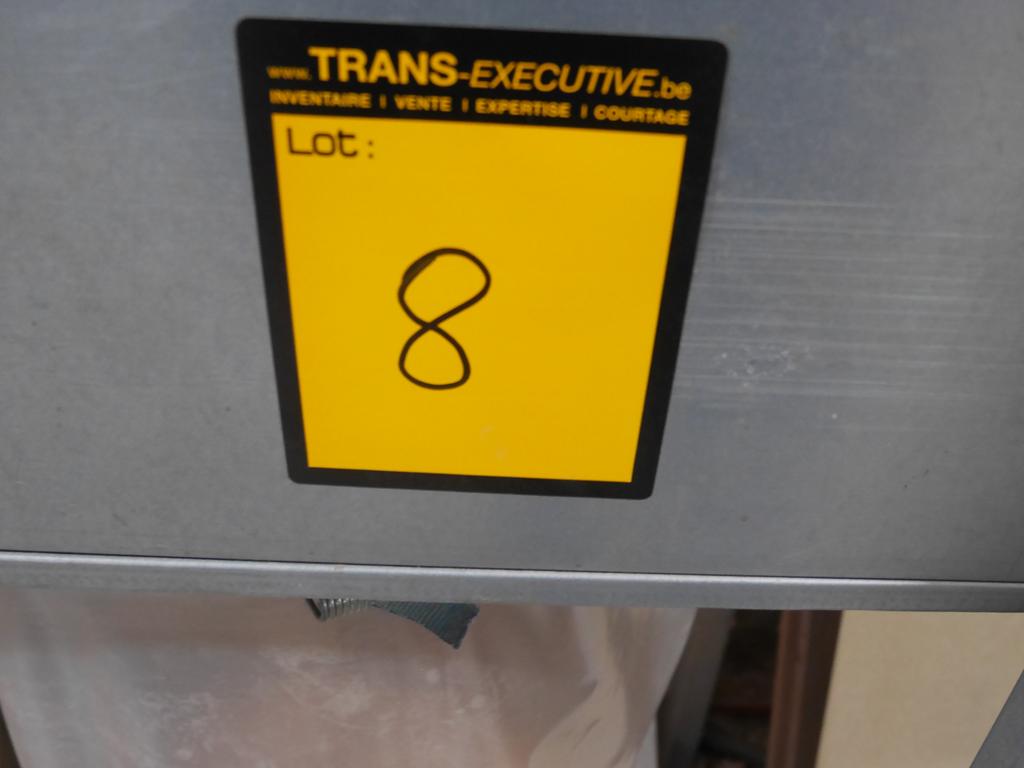 www.TRANS-EXECUTIVE.be
INVENTAIRE I VENTE I EXPERTISE I COURTAGE
Lot:
8